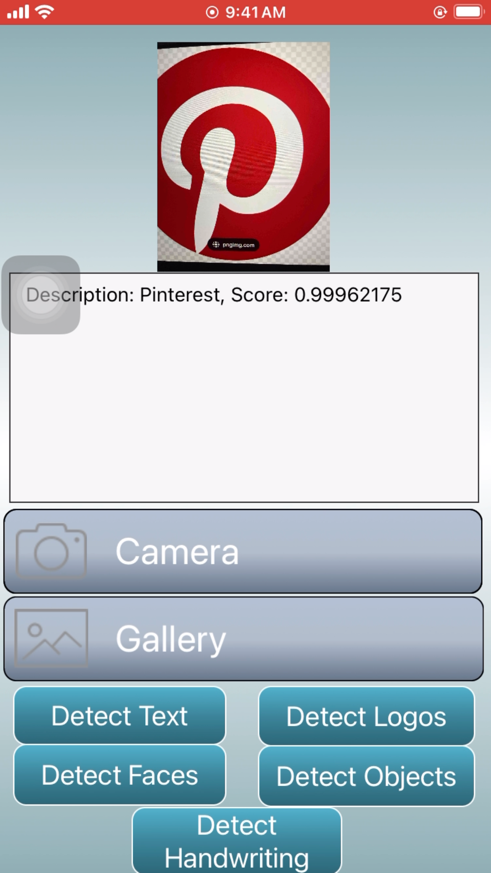 9:41 AM
pngimg.com
Description: Pinterest, Score: 0.99962175
Camera
Gallery
Detect Text
Detect Logos
Detect Faces
Detect Objects
Detect
Handwriting